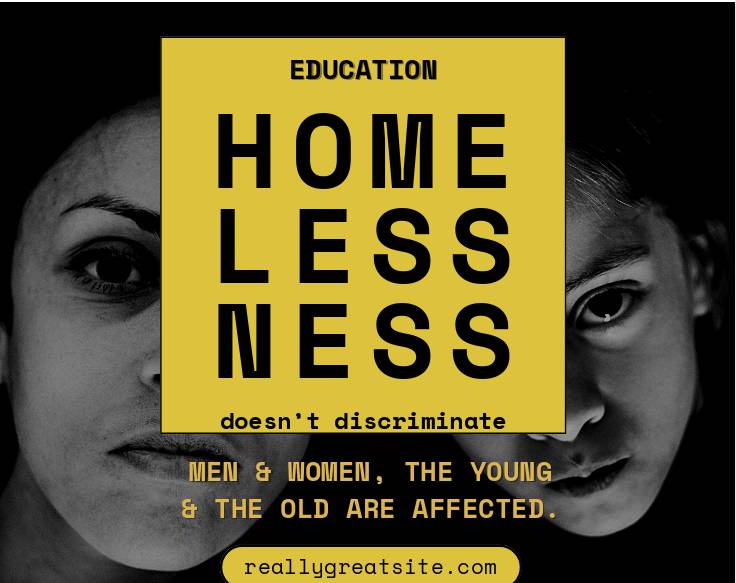 EDUCATION
HOME
LESS
NESS
doesn't discriminate
MEN & WOMEN, THE YOUNG
& THE OLD ARE AFFECTED.
reallygreatsite.com